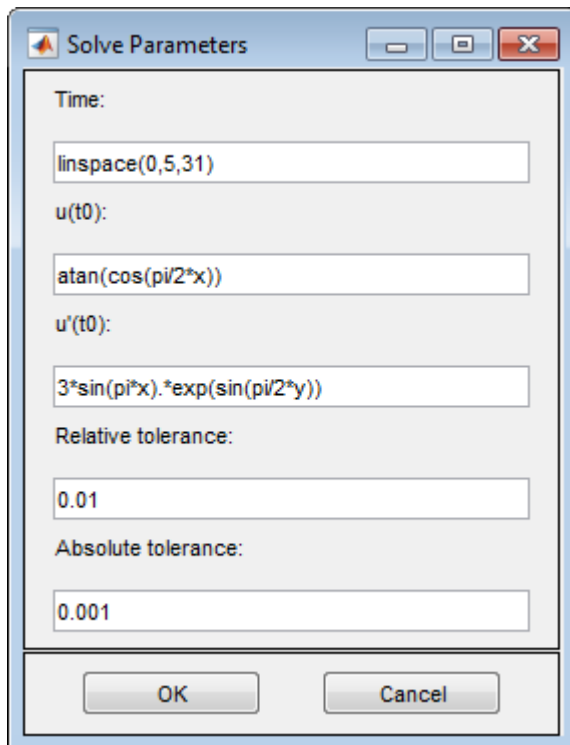 Solve Parameters
Time:
linspace(0,5,31)
u(t0):
atan(cos(pi/2*x))
u'(t0):
3*sin(pi*x).*exp(sin(pi/2*y))
Relative tolerance:
0.01
Absolute tolerance:
0.001
OK Cancel